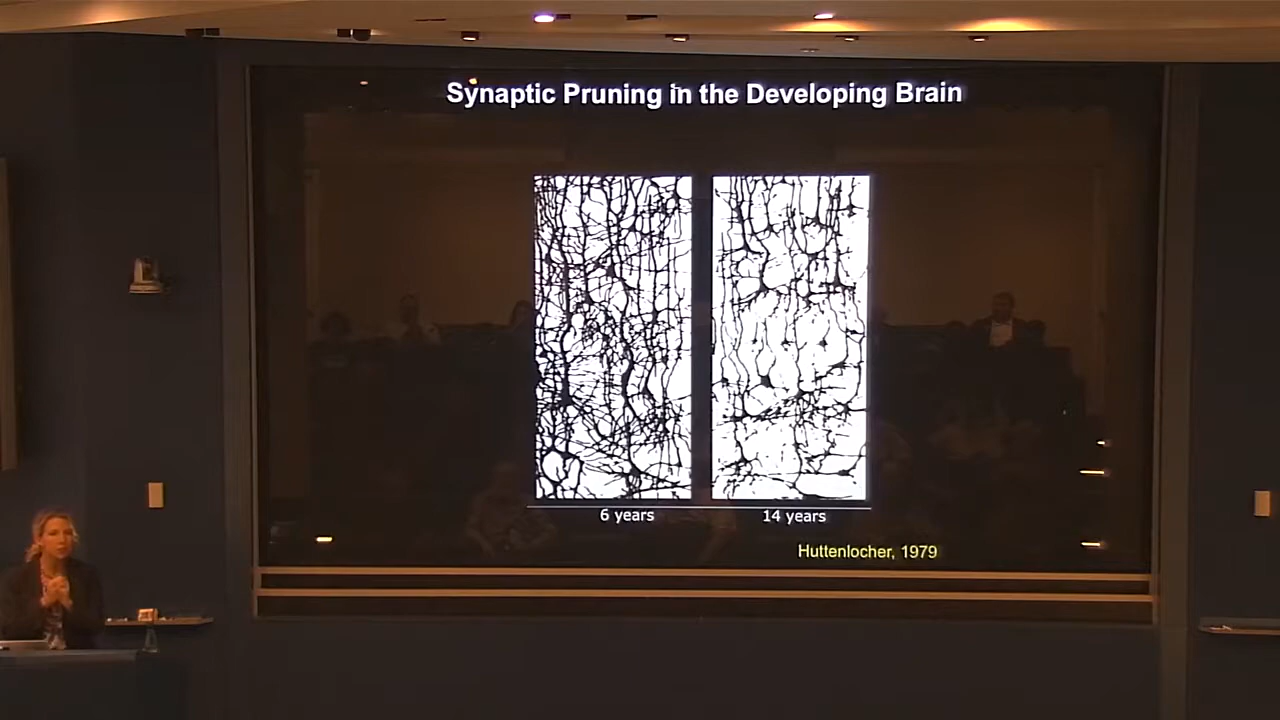 Synaptic Pruning in the Developing Brain
6 years
14 years
Huttenlocher, 1979